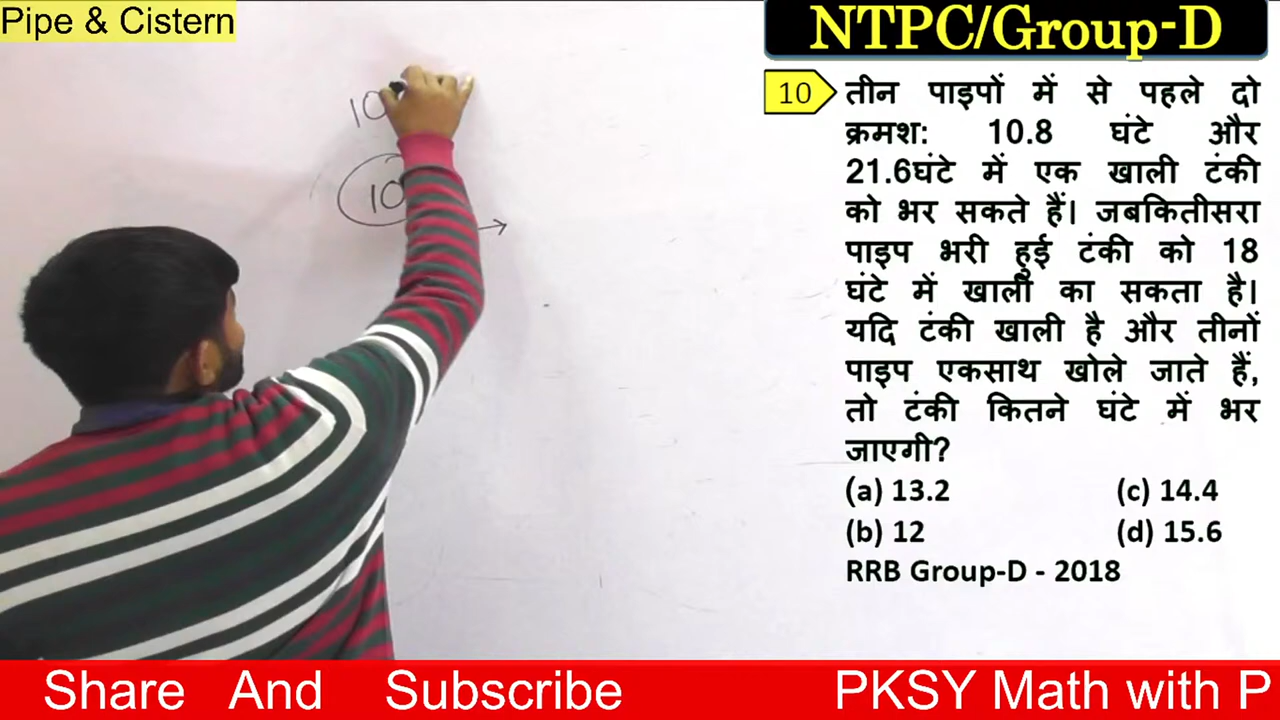 Pipe & Cistern
NTPC/Group-D
10
तीन पाइपों में से पहले दो
क्रमश: 10.8 घंटे और
21.6घंटे में एक खाली टंकी
को भर सकते हैं। जबकितीसरा
पाइप भरी हुई टंकी को 18
घंटे में खाली का सकता है।
यदि टंकी खाली है और तीनों
पाइप एकसाथ खोले जाते हैं,
तो टंकी कितने घंटे में भर
जाएगी?
(a) 13.2 (c) 14.4
(b) 12 (d) 15.6
RRB Group-D - 2018
10
10
Share And Subscribe
PKSY Math with P